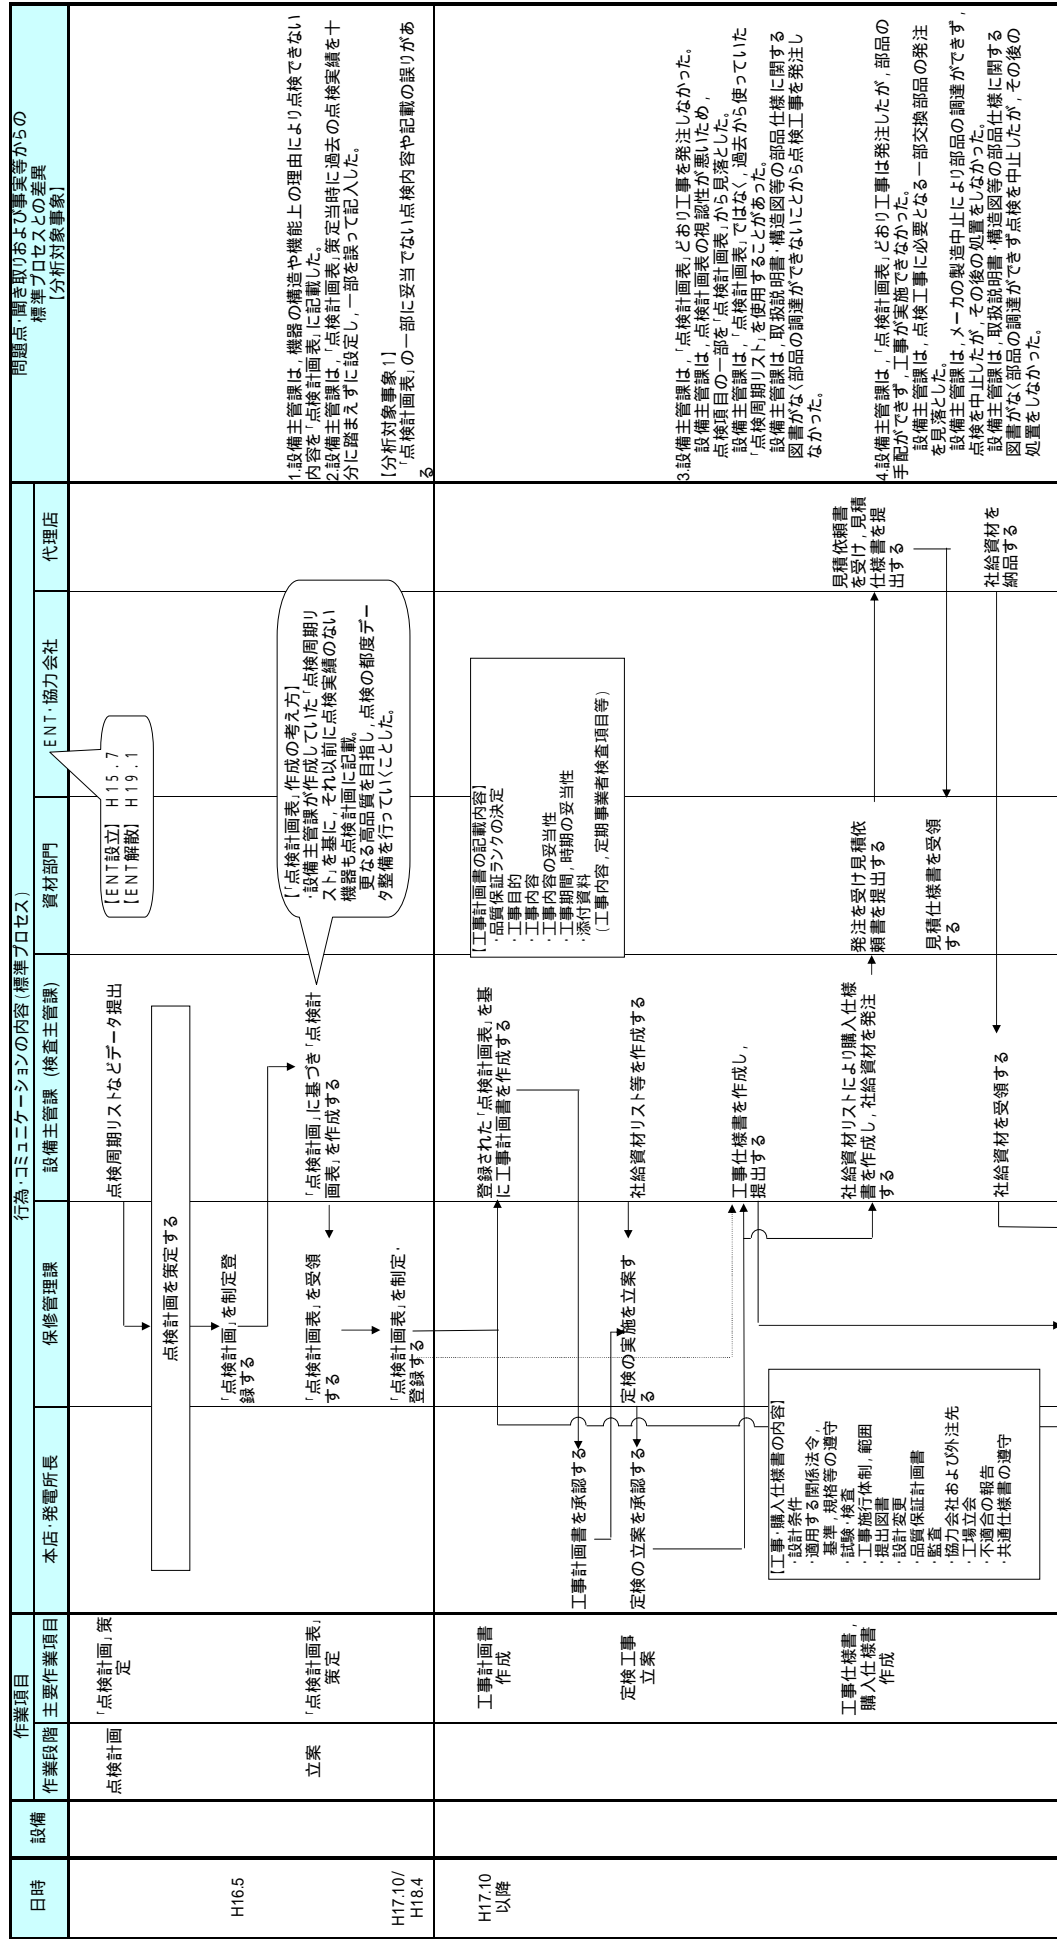 日時
設備
作業項目
作業段階
主要作業項目
行為・コミュニケーションの内容(標準プロセス)
本店・発電所長
保修管理課
設備主管課 (検査主管課)
資材部門
ENT・協力会社
代理店
問題点・聞き取りおよび事実等からの
標準プロセスとの差異
【分析対象事象】
点検計画
「点検計画」策
定
点検周期リストなどデータ提出
点検計画を策定する
【ENT設立】 H15.7
【ENT解散】 H19.1
H16.5
「点検計画」を制定登
録する
立案
「点検計画表」
策定
「点検計画」に基づき「点検計
画表」を作成する
「点検計画表」を受領
する
【「点検計画表」作成の考え方】
・設備主管課が作成していた「点検周期リ
スト」を基に,それ以前に点検実績のない
機器も点検計画に記載。
更なる高品質を目指し,点検の都度デー
タ整備を行っていくことした。
1.設備主管課は,機器の構造や機能上の理由により点検できない
内容を「点検計画表」に記載した。
2.設備主管課は,「点検計画表」策定当時に過去の点検実績を十
分に踏まえずに設定し,一部を誤って記入した。
H17.10/
H18.4
「点検計画表」を制定・
登録する
【分析対象事象1】
「点検計画表」の一部に妥当でない点検内容や記載の誤りがあ
る
H17.10
以降
工事計画書
作成
登録された「点検計画表」を基
に工事計画書を作成する
【工事計画書の記載内容】
・品質保証ランクの決定
・工事目的
・工事内容
・工事内容の妥当性
・工事期間,時期の妥当性
・添付資料
(工事内容,定期事業者検査項目等)
工事計画書を承認する
定検工事
立案
定検の立案を承認する
定検の実施を立案す
る
社給資材リスト等を作成する
3.設備主管課は,「点検計画表」どおり工事を発注しなかった。
設備主管課は,点検計画表の視認性が悪いため,
点検項目の一部を「点検計画表」から見落とした。
設備主管課は,「点検計画表」ではなく,過去から使っていた
「点検周期リスト」を使用することがあった。
設備主管課は,取扱説明書・構造図等の部品仕様に関する
図書がなく部品の調達ができないことから点検工事を発注し
なかった。
工事仕様書を作成し,
提出する
【工事・購入仕様書の内容】
・設計条件
・適用する関係法令,
基準,規格等の遵守
・試験・検査
・工事施行体制,範囲
・提出図書
・設計変更
・品質保証計画書
・監査
・協力会社および外注先
・工場立会
・不適合の報告
・共通仕様書の遵守
工事仕様書,
購入仕様書
作成
社給資材リストにより購入仕様
書を作成し,社給資材を発注
する
発注を受け見積依
頼書を提出する
見積依頼書
を受け,見積
仕様書を提
出する
見積仕様書を受領
する
社給資材を受領する
社給資材を
納品する
4.設備主管課は,「点検計画表」どおり工事は発注したが,部品の
手配ができず,工事が実施できなかった。
設備主管課は,点検工事に必要となる一部交換部品の発注
を見落とした。
設備主管課は,メーカの製造中止により部品の調達ができず,
点検を中止したが,その後の処置をしなかった。
設備主管課は,取扱説明書・構造図等の部品仕様に関する
図書がなく部品の調達ができず点検を中止したが,その後の
処置をしなかった。